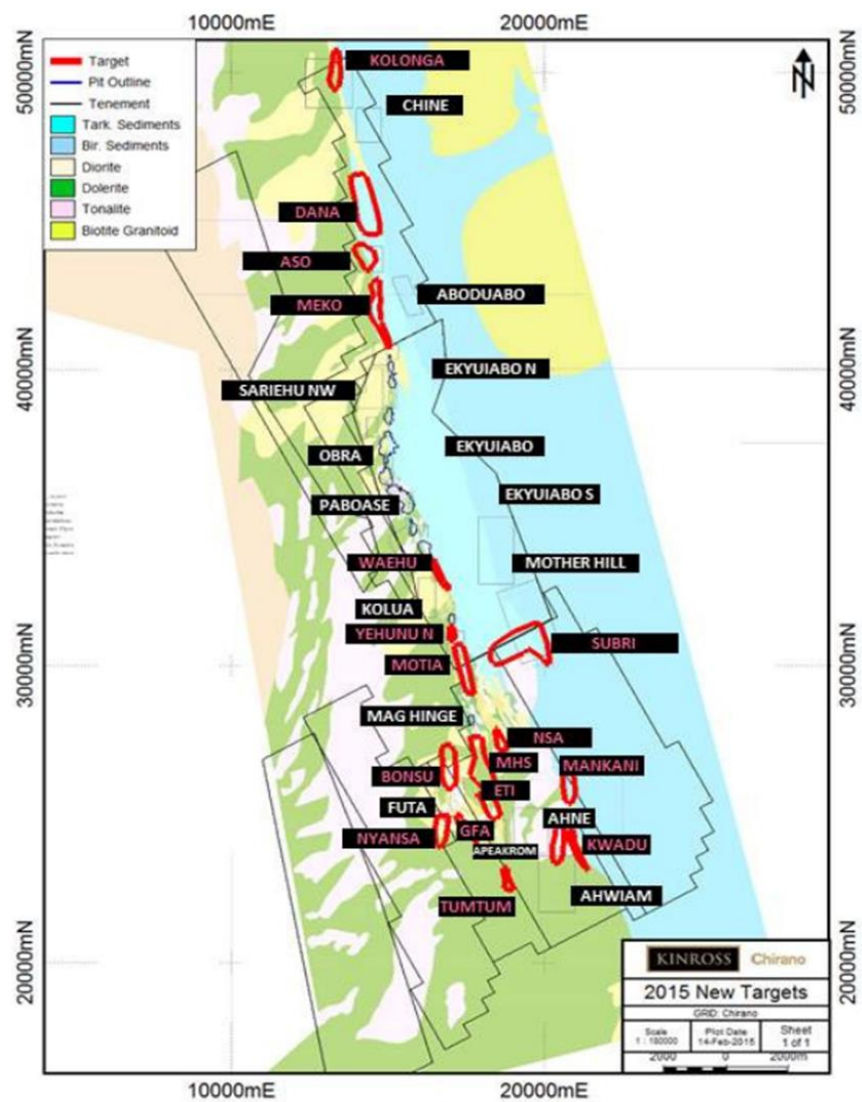 10000mE 20000mE
50000mN
50000mN
Target
Pit Outline
Tenement
Tark. Sediments
Bir. Sediments
Diorite
Dolerite
Tonalite
Biotite Granitoid
N
KOLONGA
CHINE
DANA
ASO
MEKO
ABODUABO
40000mN
40000mN
EKYUIABO N
SARIEHU NW
EKYUIABO
OBRA
EKYUIABO S
PABOASE
WAEHU
MOTHER HILL
KOLUA
YEHUNU N
SUBRI
MOTIA
30000mN
30000mN
MAG HINGE
NSA
MHS
MANKANI
BONSU
ETI
FUTA
AHNE
GFA
NYANSA
KWADU
APEAKROM
AHWIAM
TUMTUM
20000mN
20000mN
KINROSS Chirano
2015 New Targets
GRID: Chirano
Scale
1 : 180000
Plot Date
14-Feb-2015
Sheet
1 of 1
2000 0 2000m
10000mE 20000mE